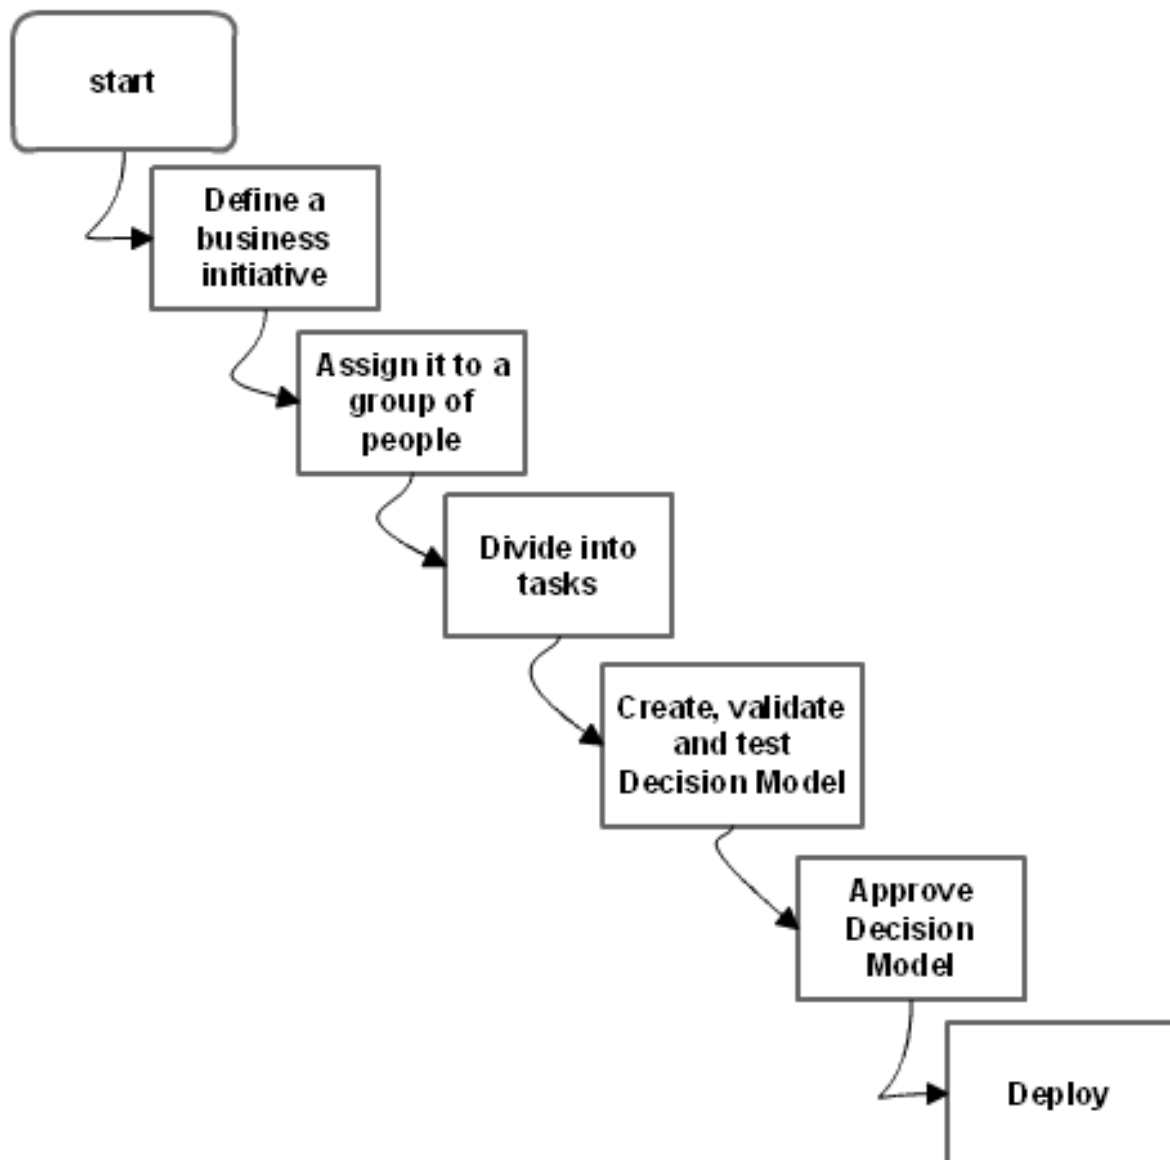 start
Define a
business
initiative
Assign it to a
group of
people
Divide into
tasks
Create, validate
and test
Decision Model
Approve
Decision
Model
Deploy